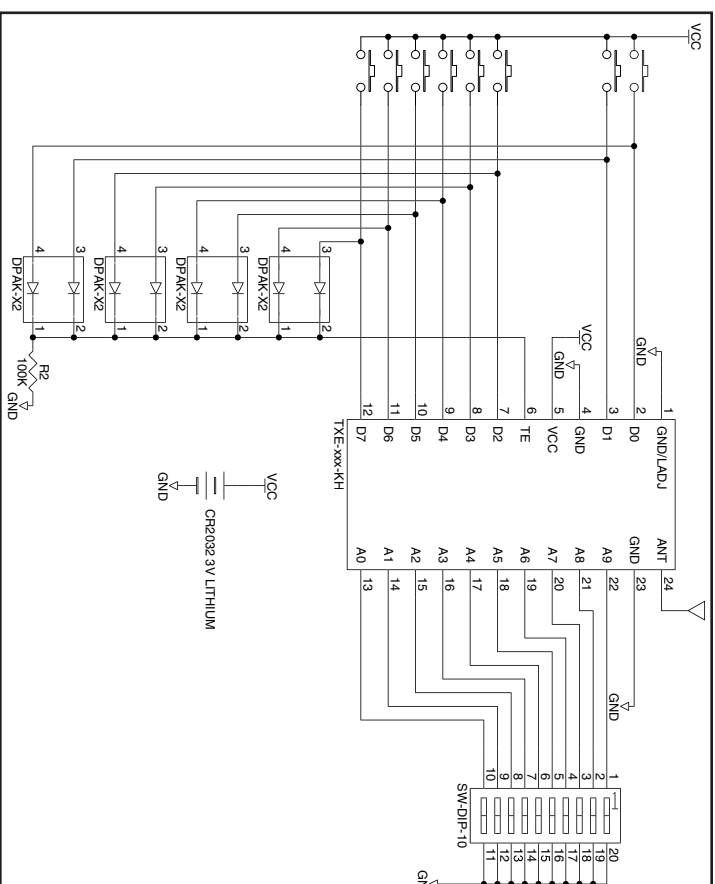 VCC
4
3
DPAK-X2
1
2
4
3
DPAK-X2
1
2
4
3
DPAK-X2
1
2
4
3
DPAK-X2
1
2
R2
100K
GND
VCC
GND
CR2032 3V LITHIUM
GND
VCC
GND
1
2
3
4
5
6
7
8
9
10
11
12
GND/LADJ
D0
D1
GND
VCC
TE
D2
D3
D4
D5
D6
D7
TXE-xxx-KH
ANT
GND
A9
A8
A7
A6
A5
A4
A3
A2
A1
A0
24
23
22
21
20
19
18
17
16
15
14
13
GND
1
2
3
4
5
6
7
8
9
10
1
SW-DIP-10
20
19
18
17
16
15
14
13
12
11